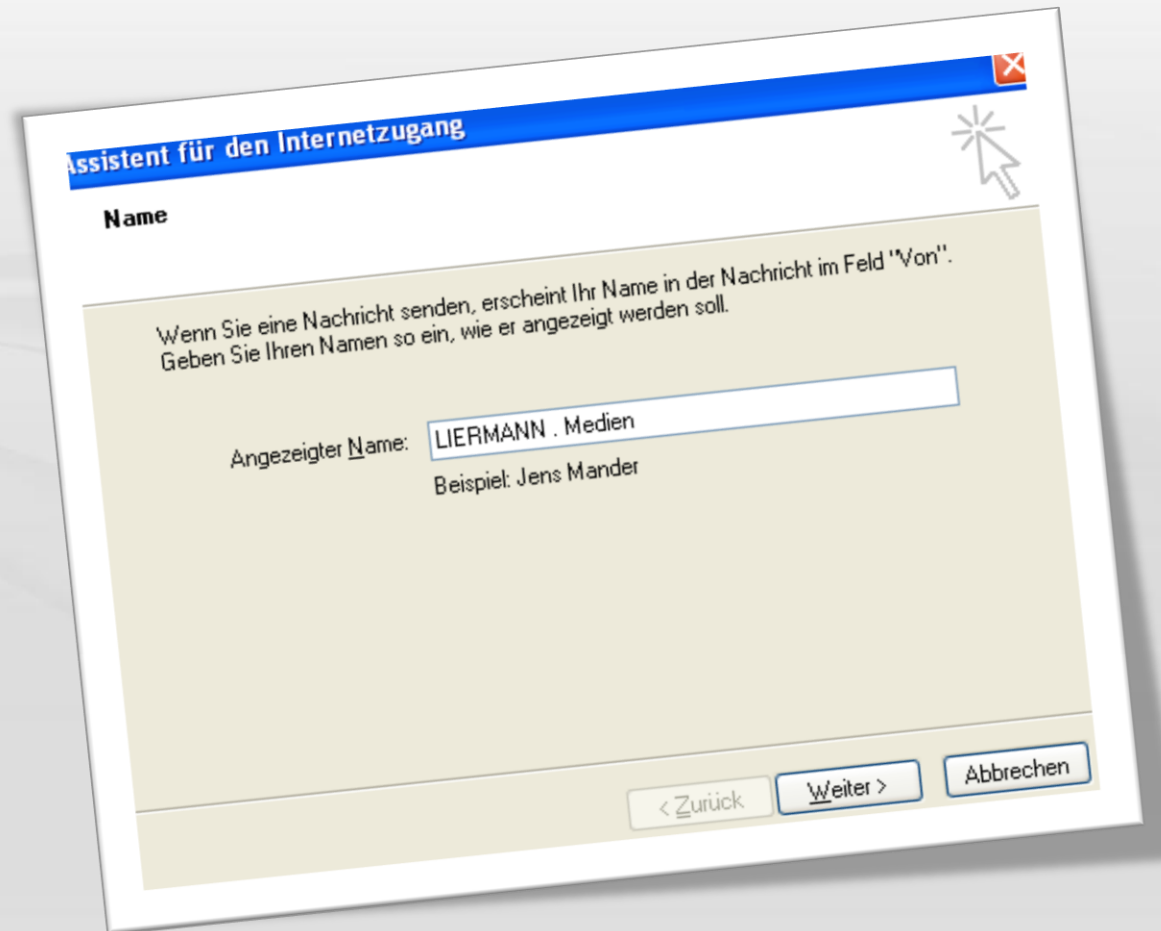 Assistent für den Internetzugang
Name
Wenn Sie eine Nachricht senden, erscheint Ihr Name in der Nachricht im Feld "Von".
Geben Sie Ihren Namen so ein, wie er angezeigt werden soll.
Angezeigter Name: LIERMANN . Medien
Beispiel: Jens Mander
< Zurück Weiter > Abbrechen